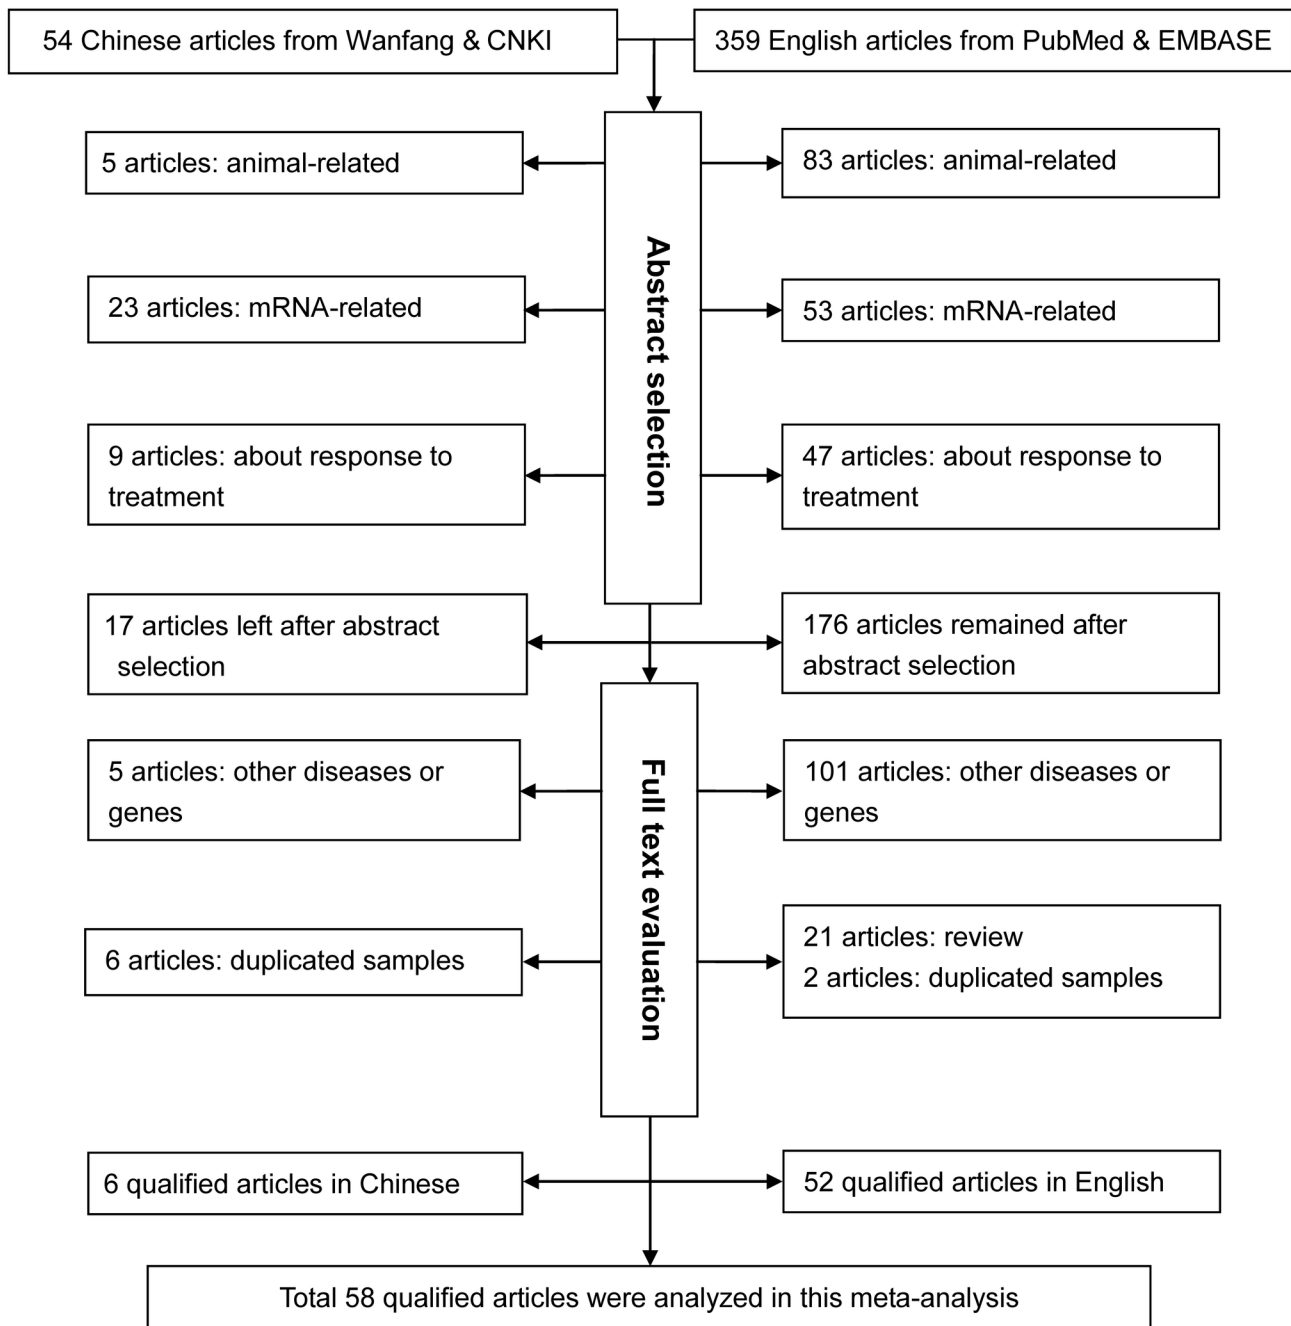 54 Chinese articles from Wanfang & CNKI
359 English articles from PubMed & EMBASE
5 articles: animal-related
83 articles: animal-related
23 articles: mRNA-related
53 articles: mRNA-related
Abstract selection
9 articles: about response to
treatment
47 articles: about response to
treatment
17 articles left after abstract
selection
176 articles remained after
abstract selection
5 articles: other diseases or
genes
101 articles: other diseases or
genes
Full text evaluation
6 articles: duplicated samples
21 articles: review
2 articles: duplicated samples
6 qualified articles in Chinese
52 qualified articles in English
Total 58 qualified articles were analyzed in this meta-analysis